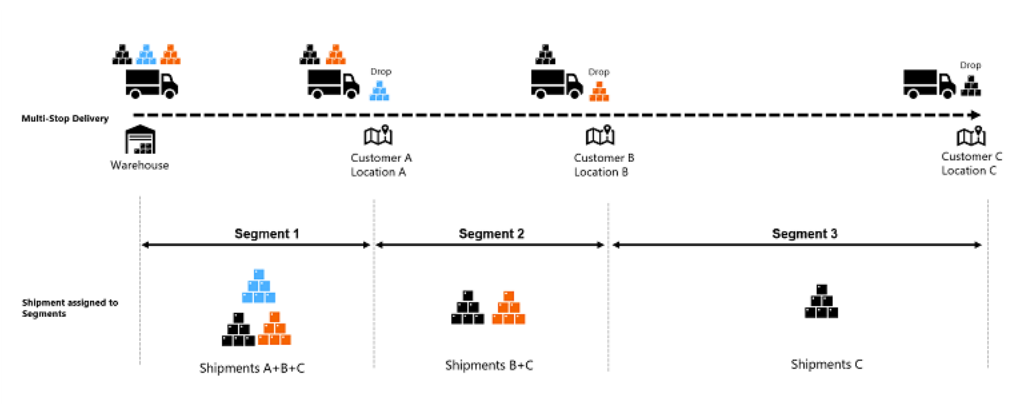 Drop
Drop
Drop
Multi-Stop Delivery
Warehouse
Customer A
Location A
Customer B
Location B
Customer C
Location C
Segment 1
Segment 2
Segment 3
Shipment assigned to
Segments
Shipments A+B+C
Shipments B+C
Shipments C